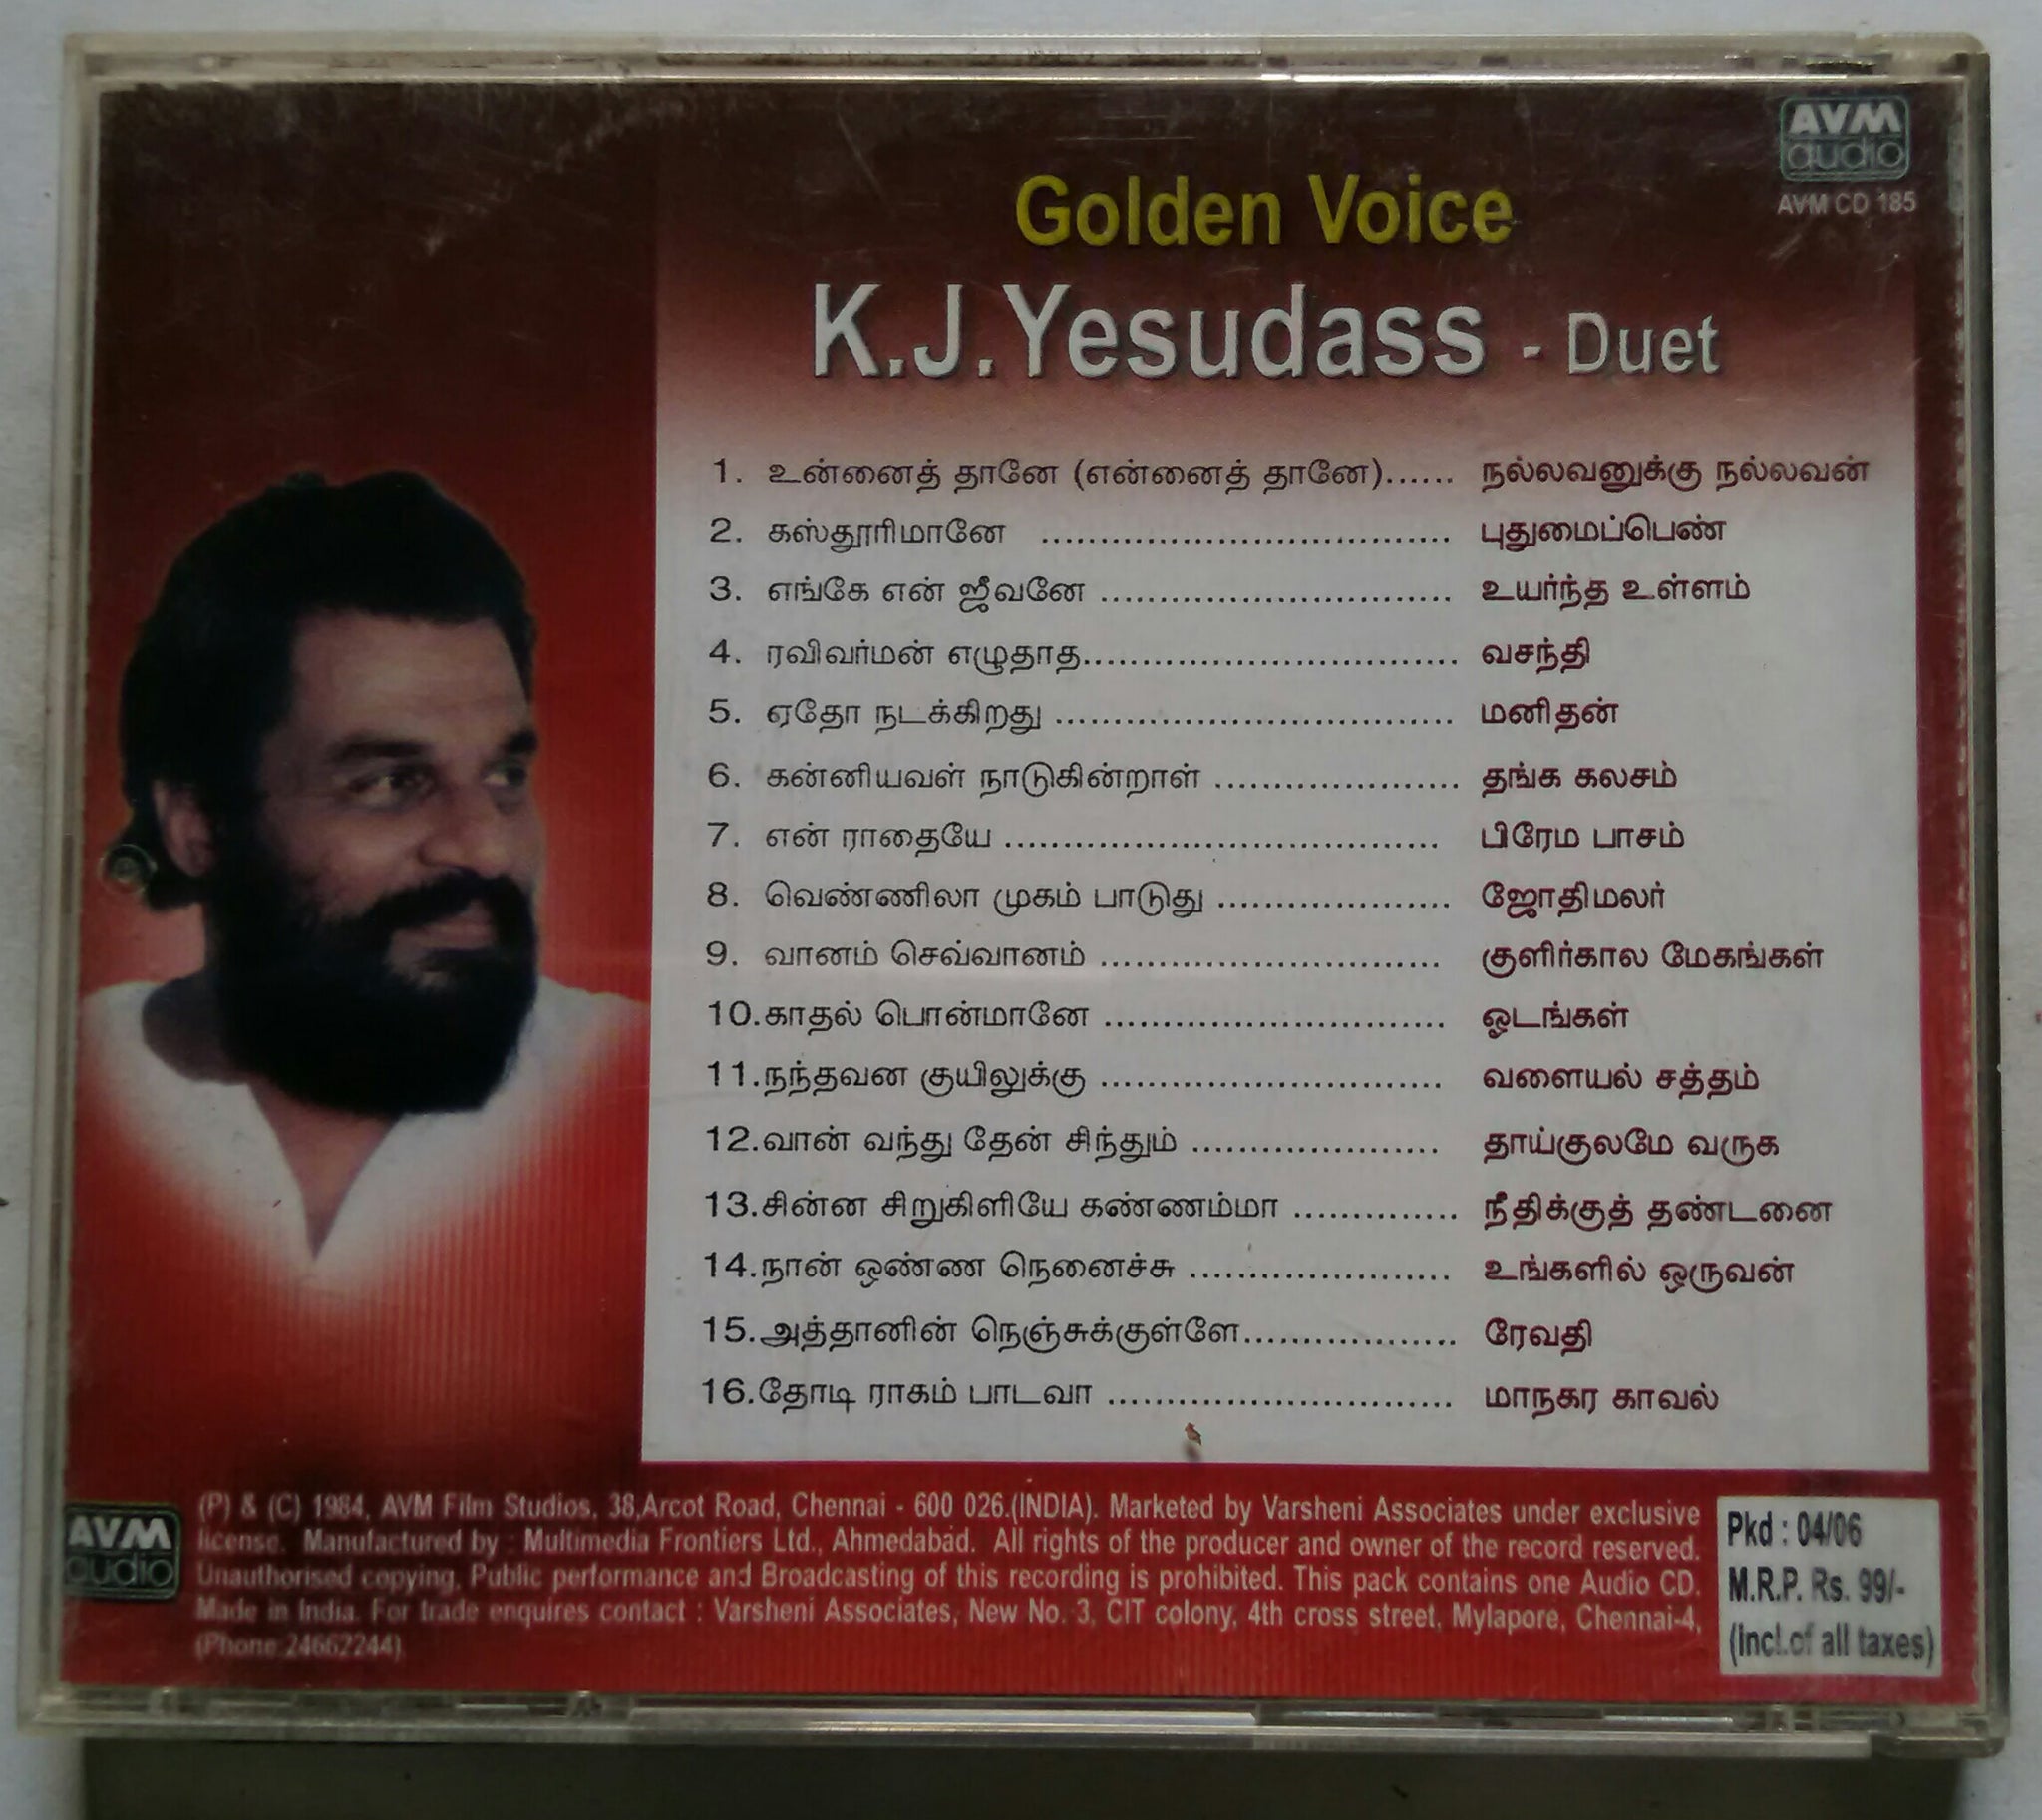 AVM
audio
AVM CD 185
Golden Voice
K.J.Yesudass - Duet
1. உன்னைத் தானே (என்னைத் தானே)...... நல்லவனுக்கு நல்லவன்
2. கஸ்தூரிமானே ................................... புதுமைப்பெண்
3. எங்கே என் ஜீவனே .............................. உயர்ந்த உள்ளம்
4. ரவிவர்மன் எழுதாத................................ வசந்தி
5. ஏதோ நடக்கிறது .................................. மனிதன்
6. கன்னியவள் நாடுகின்றாள் ..................... தங்க கலசம்
7. என் ராதையே ..................................... பிரேம பாசம்
8. வெண்ணிலா முகம் பாடுது .................... ஜோதிமலர்
9. வானம் செவ்வானம் ............................. குளிர்கால மேகங்கள்
10.காதல் பொன்மானே ............................. ஓடங்கள்
11.நந்தவன குயிலுக்கு ............................. வளையல் சத்தம்
12.வான் வந்து தேன் சிந்தும் ..................... தாய்குலமே வருக
13.சின்ன சிறுகிளியே கண்ணம்மா .............. நீதிக்குத் தண்டனை
14.நான் ஒண்ண நெனைச்சு ...................... உங்களில் ஒருவன்
15.அத்தானின் நெஞ்சுக்குள்ளே.................. ரேவதி
16.தோடி ராகம் பாடவா ............................. மாநகர காவல்
AVM
audio
(P) & (C) 1984, AVM Film Studios, 38,Arcot Road, Chennai - 600 026.(INDIA). Marketed by Varsheni Associates under exclusive
license. Manufactured by : Multimedia Frontiers Ltd., Ahmedabad. All rights of the producer and owner of the record reserved.
Unauthorised copying, Public performance and Broadcasting of this recording is prohibited. This pack contains one Audio CD.
Made in India. For trade enquires contact : Varsheni Associates, New No. 3, CIT colony, 4th cross street, Mylapore, Chennai-4,
(Phone:24662244)
Pkd : 04/06
M.R.P. Rs. 99/-
(Incl.of all taxes)